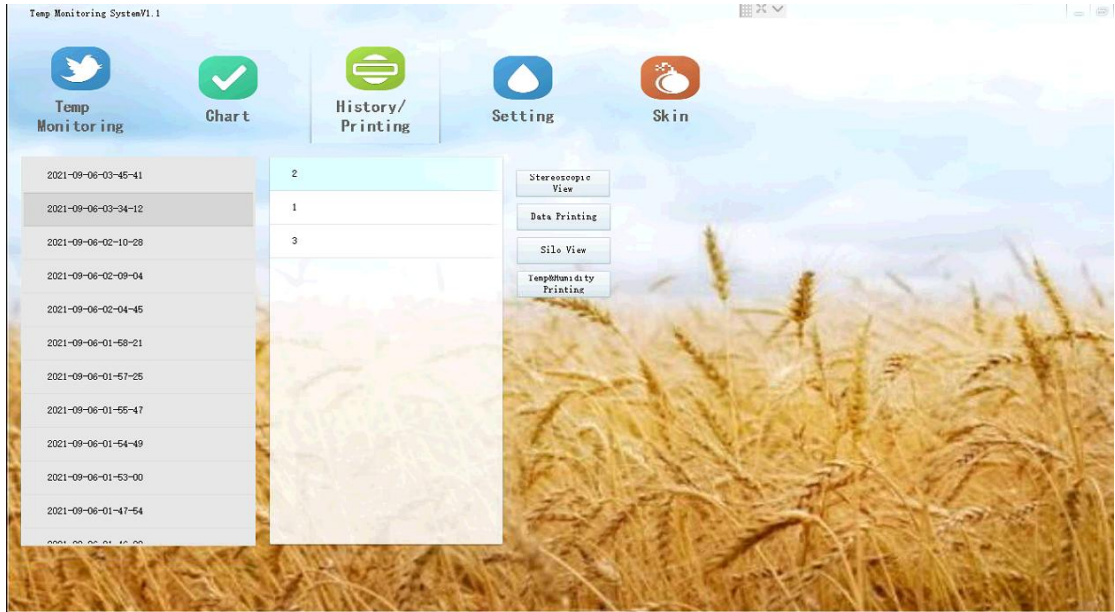 Temp Monitoring SystemV1.1
Temp
Monitoring
Chart
History/
Printing
Setting
Skin
2021-09-06-03-45-41
2021-09-06-03-34-12
2021-09-06-02-10-28
2021-09-06-02-09-04
2021-09-06-02-04-45
2021-09-06-01-58-21
2021-09-06-01-57-25
2021-09-06-01-55-47
2021-09-06-01-54-49
2021-09-06-01-53-00
2021-09-06-01-47-54
2
1
3
Stereoscopic
View
Data Printing
Silo View
Temp&Humidity
Printing